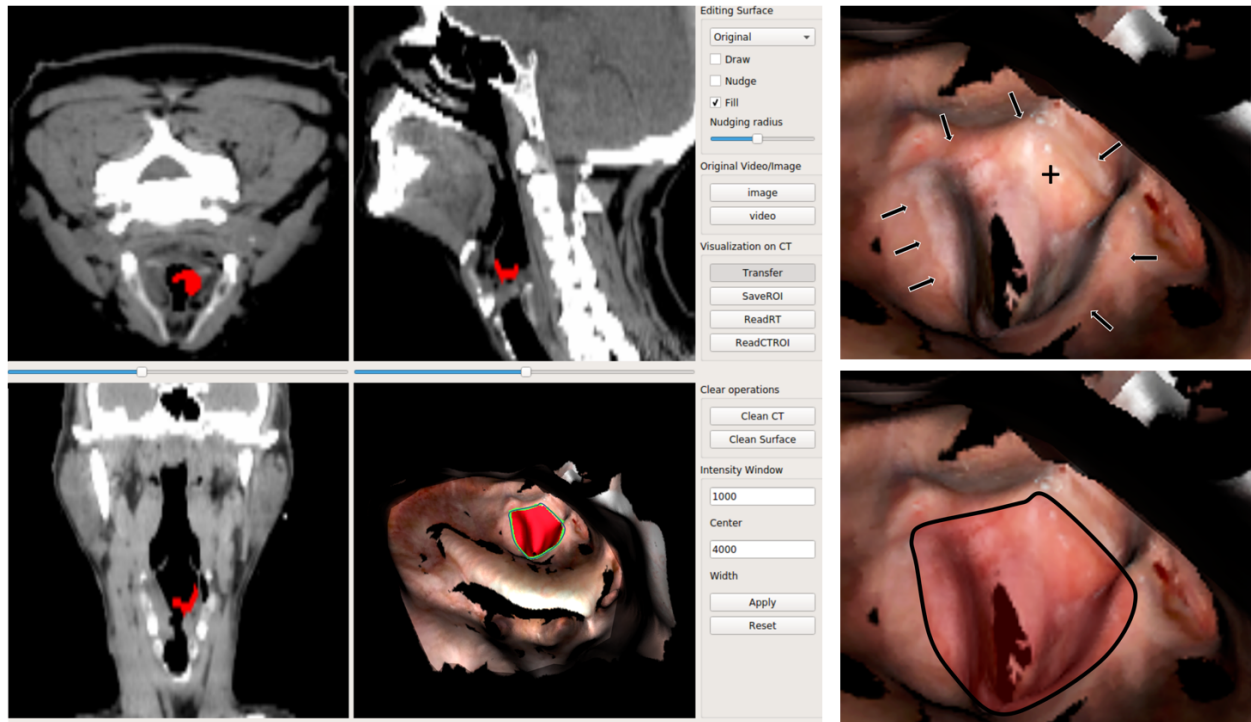 Editing Surface
Original
Draw
Nudge
Fill
Nudging radius
Original Video/Image
image
video
Visualization on CT
Transfer
SaveROI
ReadRT
ReadCTROI
Clear operations
Clean CT
Clean Surface
Intensity Window
1000
Center
4000
Width
Apply
Reset